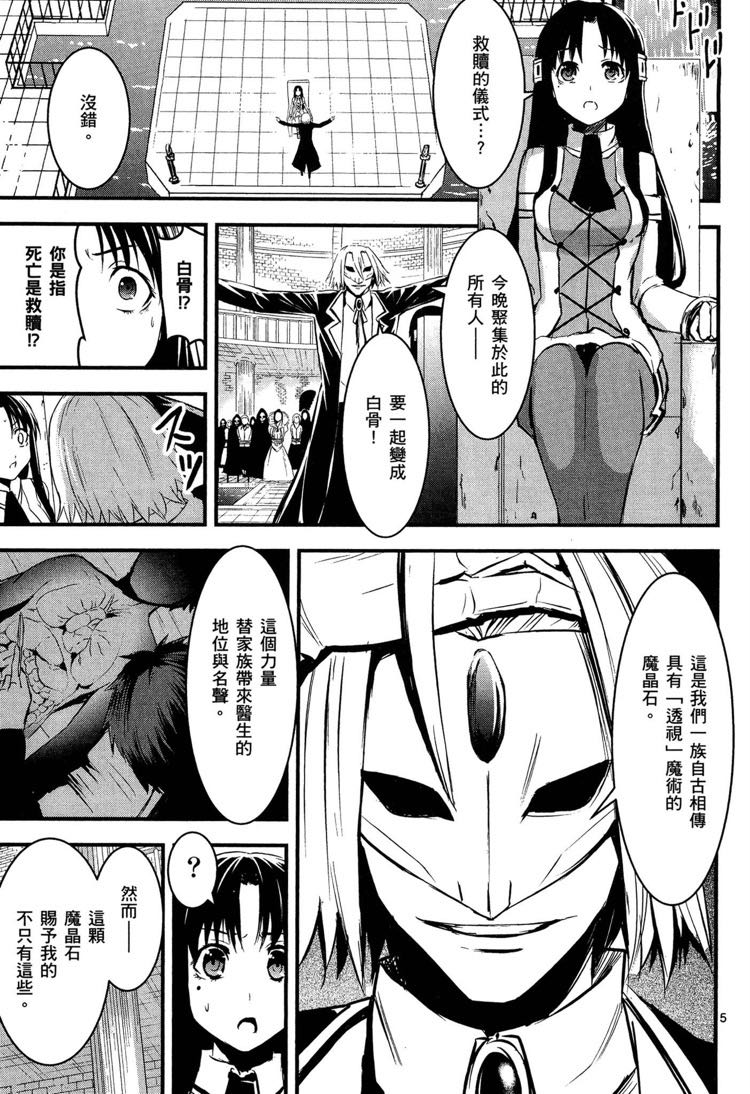 救贖的儀式…?
沒錯。
今晚聚集於此的
所有人──
要一起變成
白骨!
白骨!?
你是指
死亡是救贖!?
這是我們一族自古相傳
具有「透視」魔術的
魔晶石。
這個力量
替家族帶來醫生的
地位與名聲。
?
然而──
這顆
魔晶石
賜予我的
不只有這些。
5